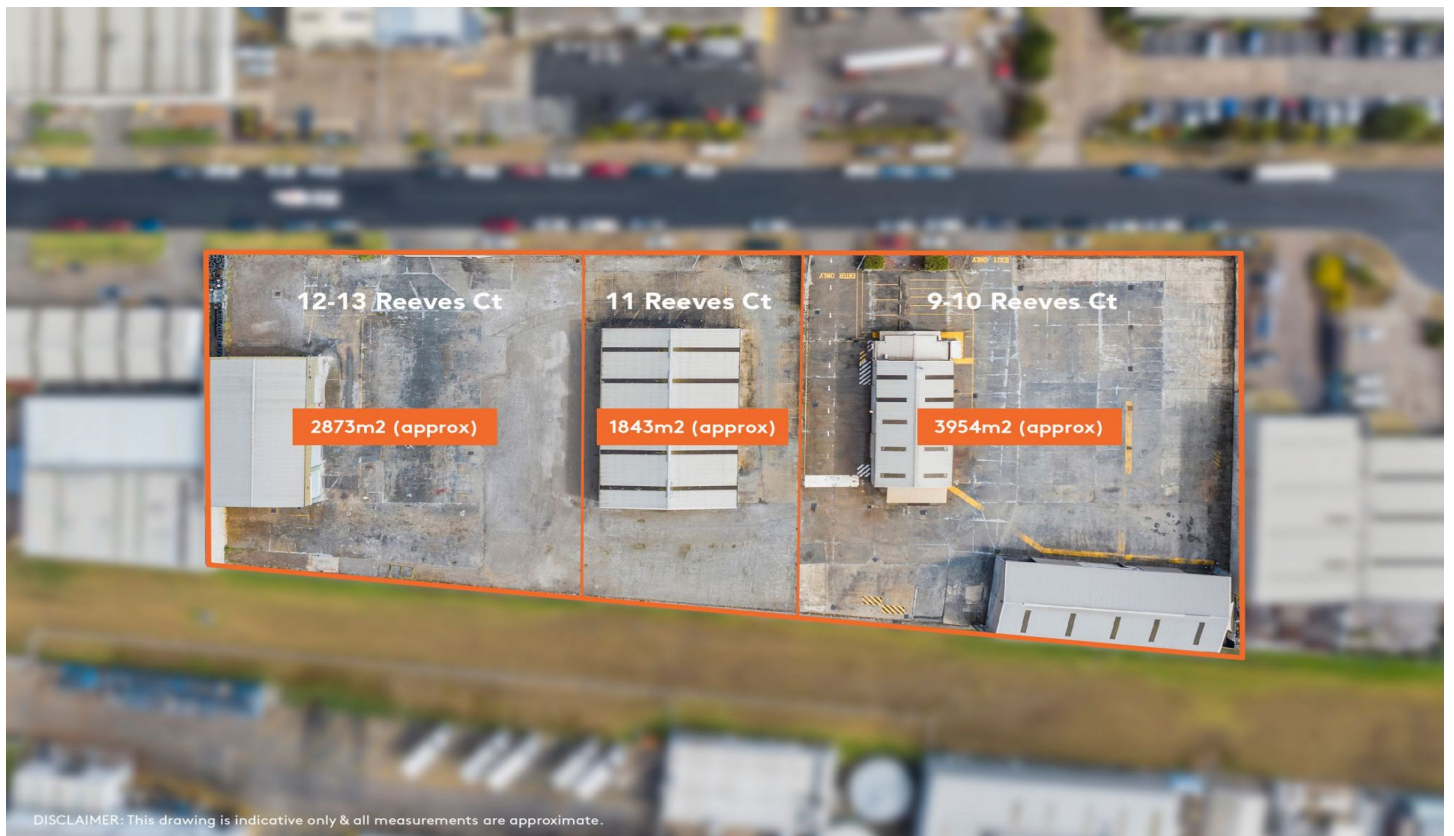 EXIT ONLY
ENTER ONLY
12-13 Reeves Ct
11 Reeves Ct
9-10 Reeves Ct
2873m2 (approx)
1843m2 (approx)
3954m2 (approx)
DISCLAIMER: This drawing is indicative only & all measurements are approximate.